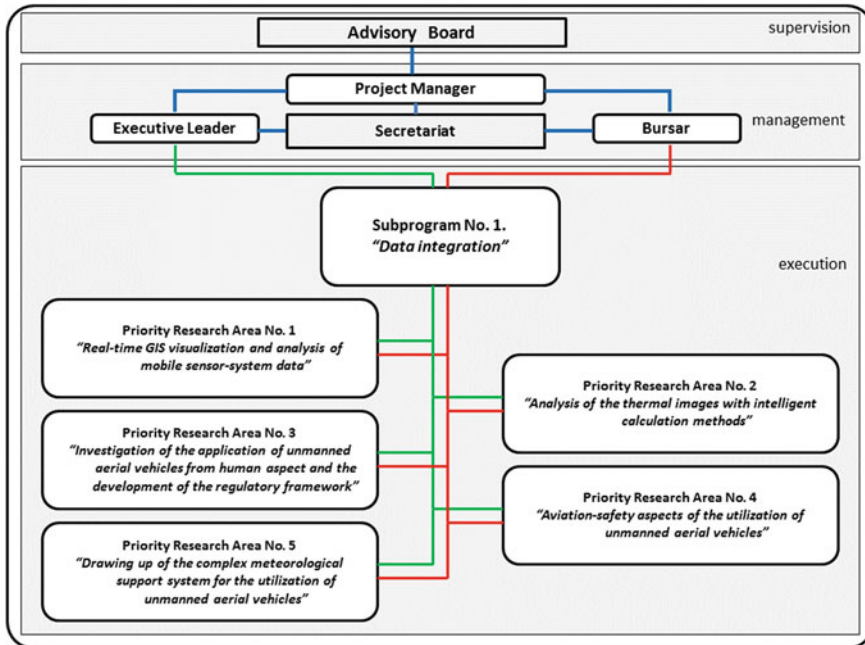 supervision
Advisory Board
Project Manager
management
Executive Leader
Secretariat
Bursar
Subprogram No. 1.
“Data integration”
execution
Priority Research Area No. 1
“Real-time GIS visualization and analysis of
mobile sensor-system data”
Priority Research Area No. 2
“Analysis of the thermal images with intelligent
calculation methods”
Priority Research Area No. 3
“Investigation of the application of unmanned
aerial vehicles from human aspect and the
development of the regulatory framework”
Priority Research Area No. 4
“Aviation-safety aspects of the utilization of
unmanned aerial vehicles”
Priority Research Area No. 5
“Drawing up of the complex meteorological
support system for the utilization of
unmanned aerial vehicles”